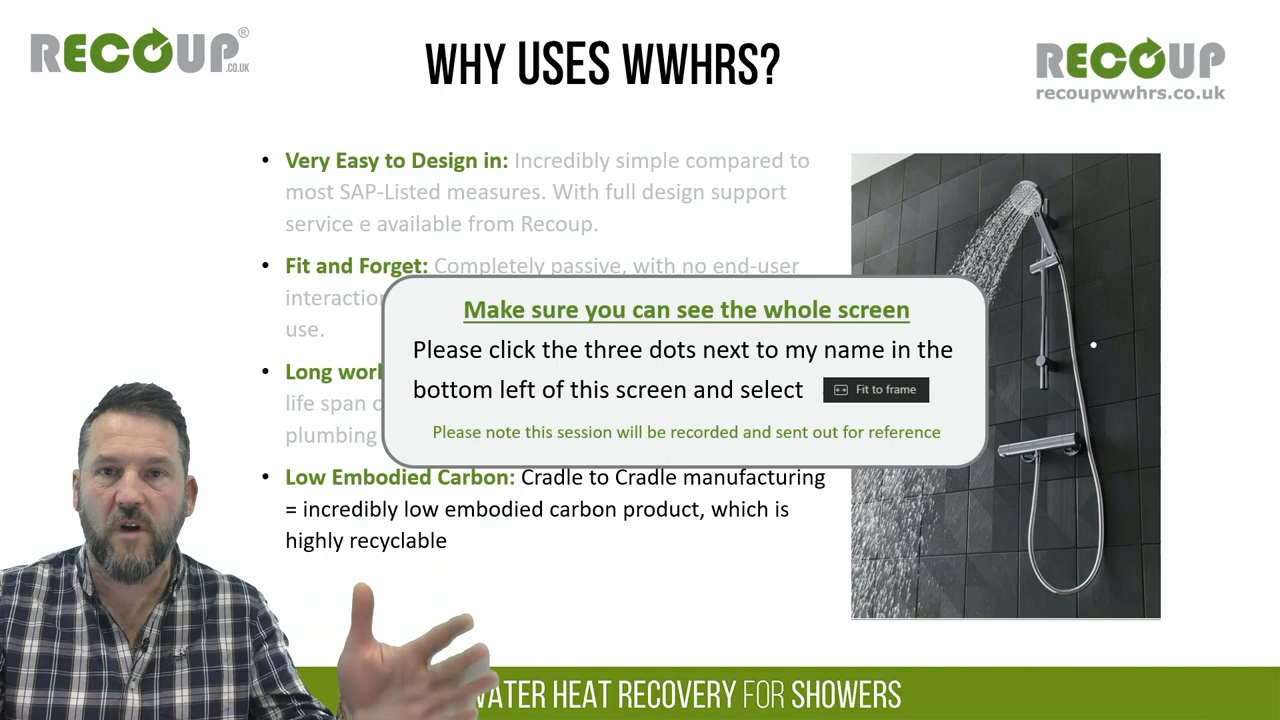 RECOUP®
.CO.UK
WHY USES WWHRS?
RECOUP
recoupwwhrs.co.uk
• Very Easy to Design in: Incredibly simple compared to
most SAP-Listed measures. With full design support
service e available from Recoup.
• Fit and Forget: Completely passive, with no end-user
use.
• Long
life span
plumbing
Make sure you can see the whole screen
Please click the three dots next to my name in the
bottom left of this screen and select Fit to frame
Please note this session will be recorded and sent out for reference
• Low Embodied Carbon: Cradle to Cradle manufacturing
= incredibly low embodied carbon product, which is
highly recyclable
HEAT RECOVERY FOR SHOWERS